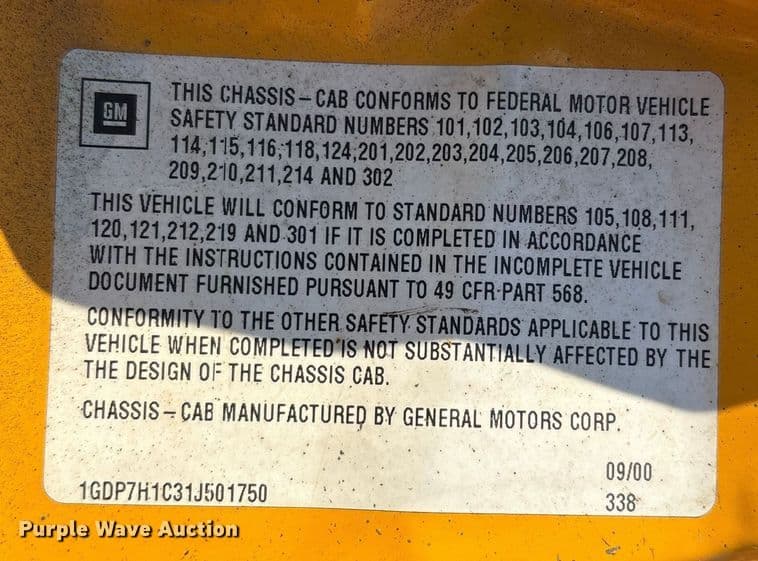 GM
THIS CHASSIS-CAB CONFORMS TO FEDERAL MOTOR VEHICLE
SAFETY STANDARD NUMBERS 101,102,103,104,106,107,113,
114,115,116,118,124,201,202,203,204,205,206,207,208,
209,210,211,214 AND 302
THIS VEHICLE WILL CONFORM TO STANDARD NUMBERS 105,108,111,
120,121,212,219 AND 301 IF IT IS COMPLETED IN ACCORDANCE
WITH THE INSTRUCTIONS CONTAINED IN THE INCOMPLETE VEHICLE
DOCUMENT FURNISHED PURSUANT TO 49 CFR-PART 568.
CONFORMITY TO THE OTHER SAFETY STANDARDS APPLICABLE TO THIS
VEHICLE WHEN COMPLETED IS NOT SUBSTANTIALLY AFFECTED BY THE
THE DESIGN OF THE CHASSIS CAB.
CHASSIS-CAB MANUFACTURED BY GENERAL MOTORS CORP.
09/00
1GDP7H1C31J501750
338
Purple Wave Auction